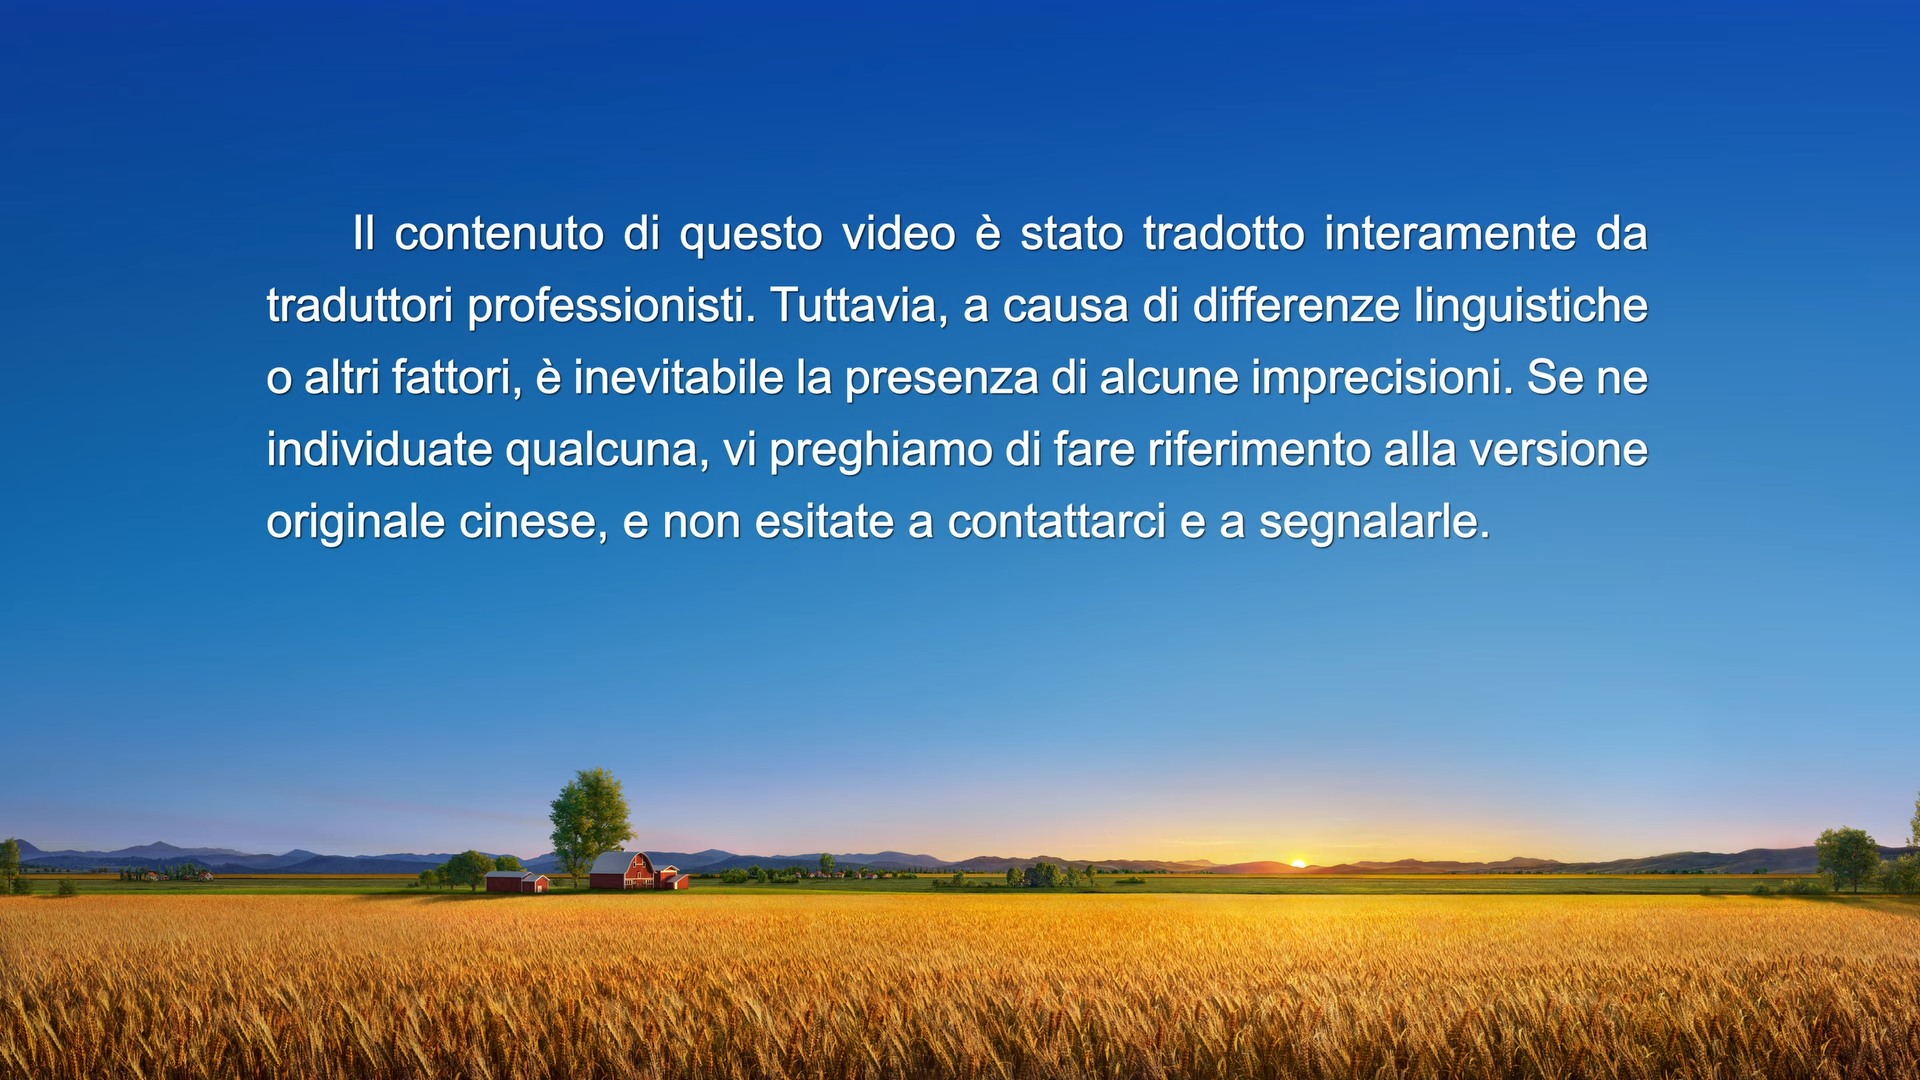 Il contenuto di questo video è stato tradotto interamente da
traduttori professionisti. Tuttavia, a causa di differenze linguistiche
o altri fattori, è inevitabile la presenza di alcune imprecisioni. Se ne
individuate qualcuna, vi preghiamo di fare riferimento alla versione
originale cinese, e non esitate a contattarci e a segnalarle.